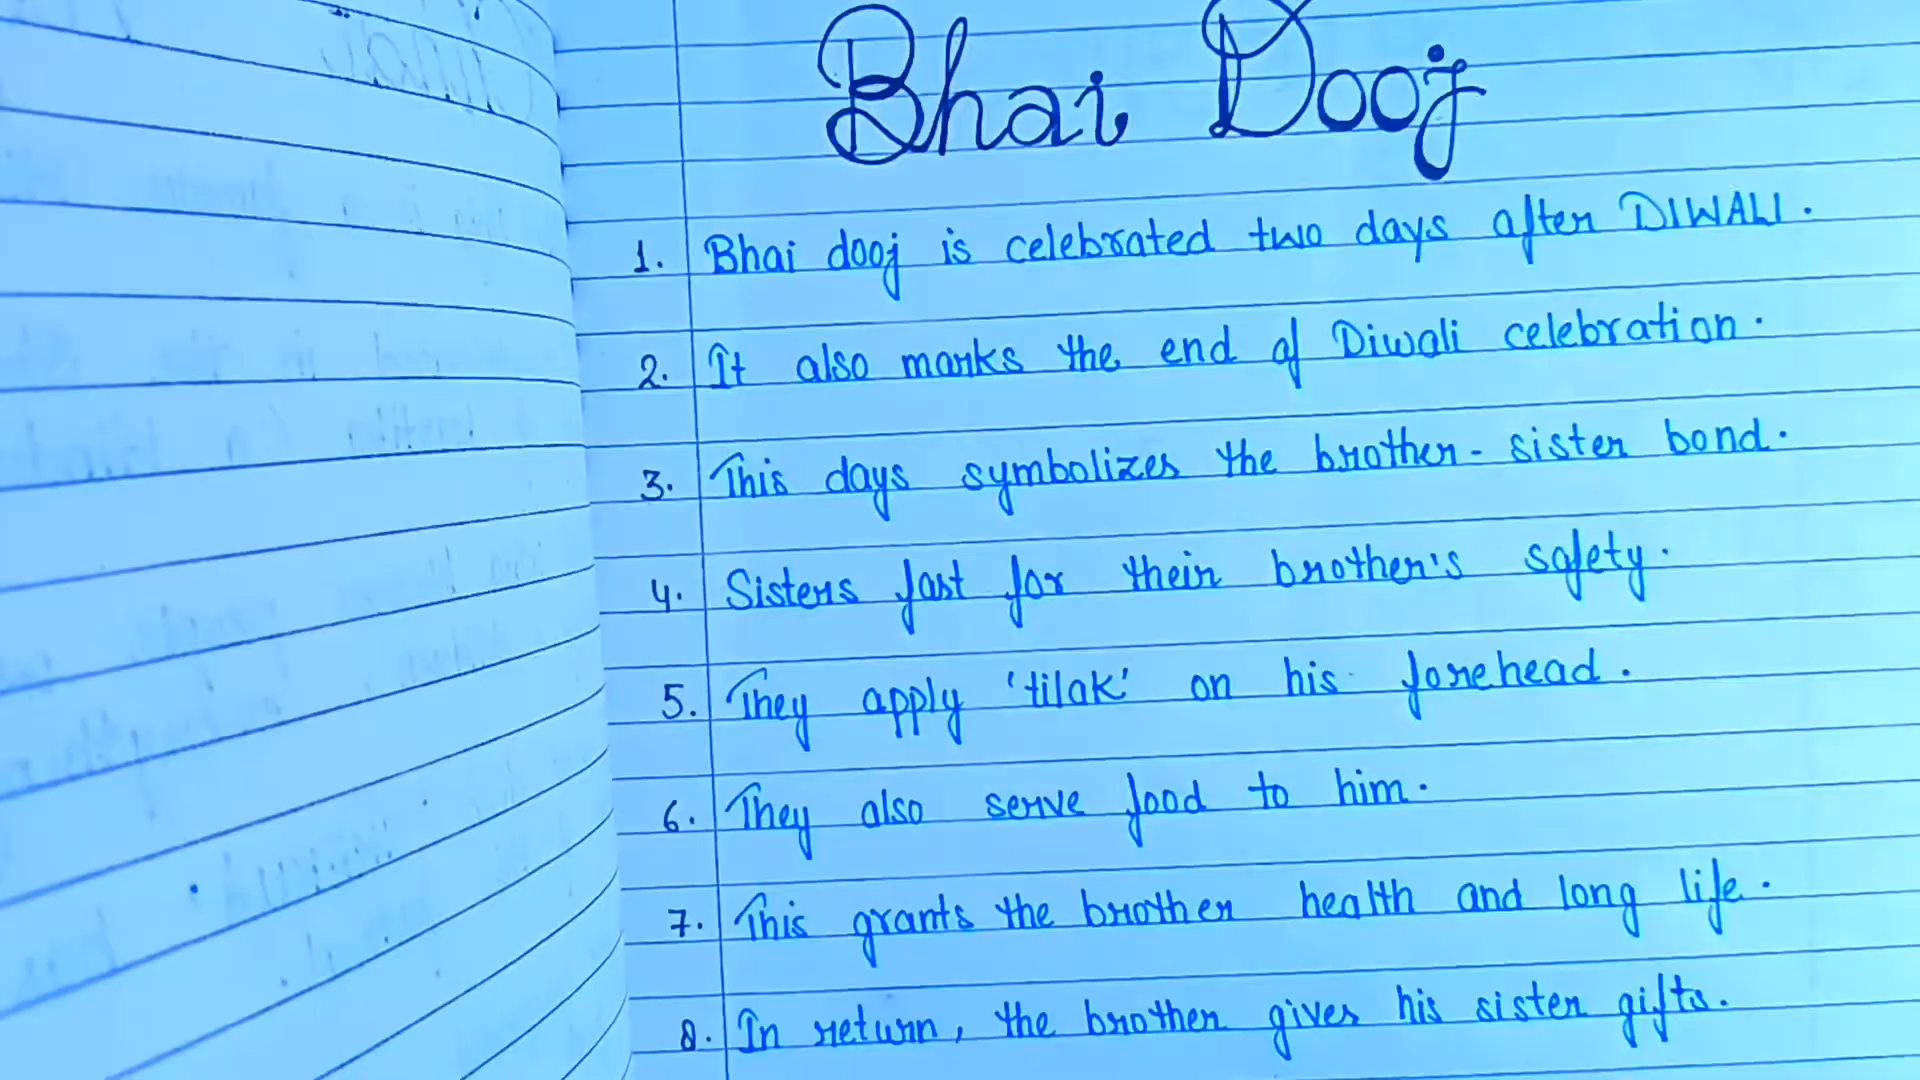 Bhai Dooj
1. Bhai dooj is celebrated two days after DIWALI.
2. It also marks the end of Diwali celebration.
3. This days symbolizes the brother-sister bond.
4. Sisters fast for their brother's safety.
5. They apply 'tilak' on his forehead.
6. They also serve food to him.
7. This grants the brother health and long life.
8. In return, the brother gives his sister gifts.